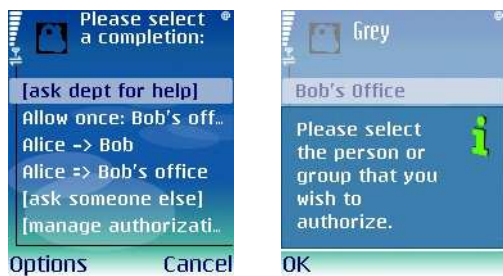 Please select
a completion:
[ask dept for help]
Allow once: Bob's off...
Alice -> Bob
Alice => Bob's office
[ask someone else]
[manage authorizati...
Options Cancel
Grey
Bob's Office
Please select
the person or
group that you
wish to
authorize.
OK